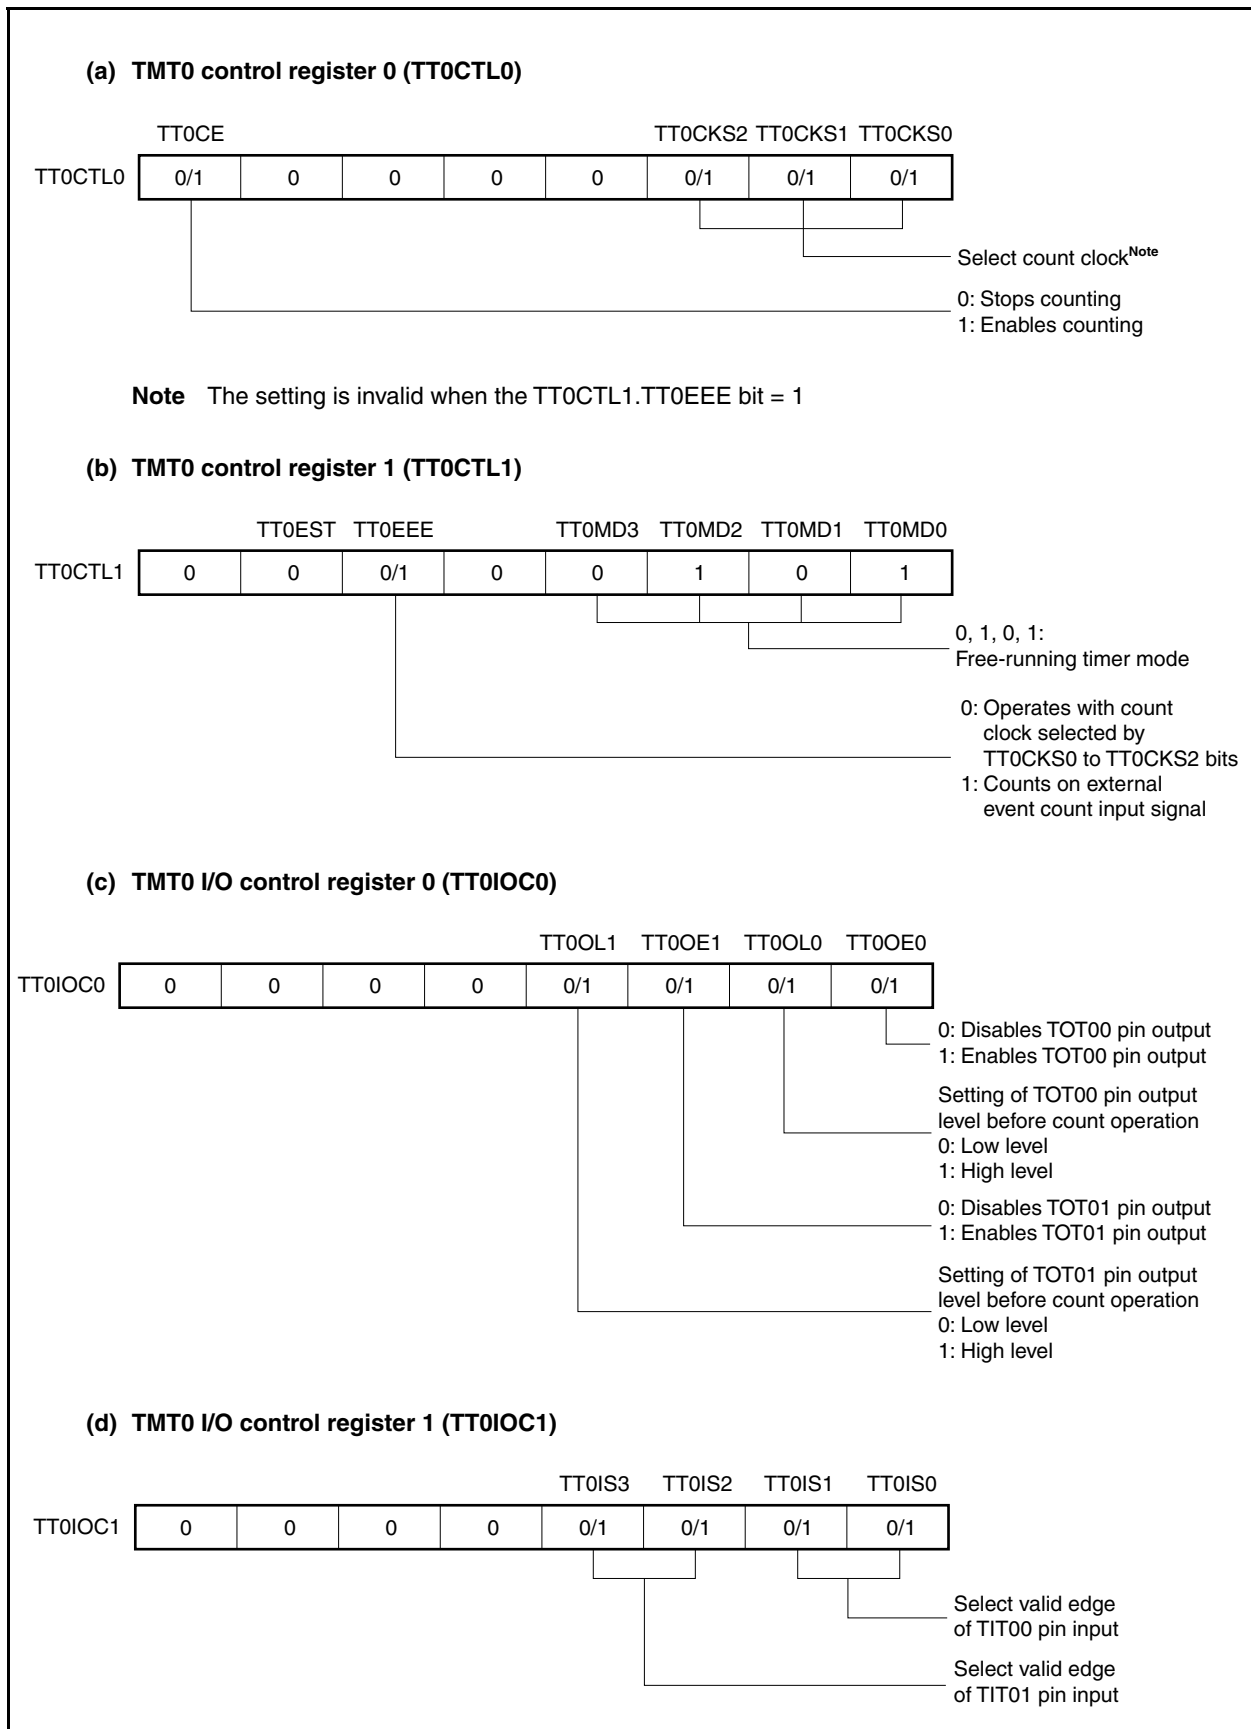 (a) TMT0 control register 0 (TT0CTL0)
TT0CE TT0CKS2 TT0CKS1 TT0CKS0
TT0CTL0 0/1 0 0 0 0 0/1 0/1 0/1
Select count clockNote
0: Stops counting
1: Enables counting
Note The setting is invalid when the TT0CTL1.TT0EEE bit = 1
(b) TMT0 control register 1 (TT0CTL1)
TT0EST TT0EEE TT0MD3 TT0MD2 TT0MD1 TT0MD0
TT0CTL1 0 0 0/1 0 0 1 0 1
0, 1, 0, 1:
Free-running timer mode
0: Operates with count
clock selected by
TT0CKS0 to TT0CKS2 bits
1: Counts on external
event count input signal
(c) TMT0 I/O control register 0 (TT0IOC0)
TT0OL1 TT0OE1 TT0OL0 TT0OE0
TT0IOC0 0 0 0 0 0/1 0/1 0/1 0/1
0: Disables TOT00 pin output
1: Enables TOT00 pin output
Setting of TOT00 pin output
level before count operation
0: Low level
1: High level
0: Disables TOT01 pin output
1: Enables TOT01 pin output
Setting of TOT01 pin output
level before count operation
0: Low level
1: High level
(d) TMT0 I/O control register 1 (TT0IOC1)
TT0IS3 TT0IS2 TT0IS1 TT0IS0
TT0IOC1 0 0 0 0 0/1 0/1 0/1 0/1
Select valid edge
of TIT00 pin input
Select valid edge
of TIT01 pin input